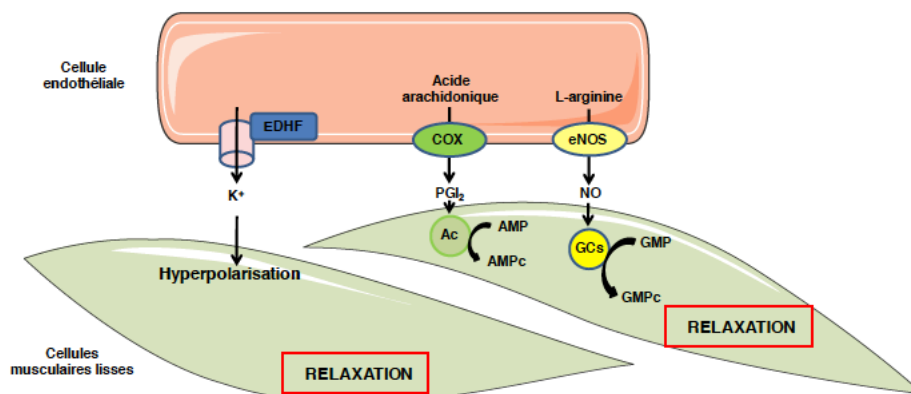 Cellule
endothéliale
EDHF
K⁺
Hyperpolarisation
Acide
arachidonique
COX
PGI₂
Ac
AMP
AMPc
L-arginine
eNOS
NO
GCs
GMP
GMPc
RELAXATION
Cellules
musculaires lisses
RELAXATION